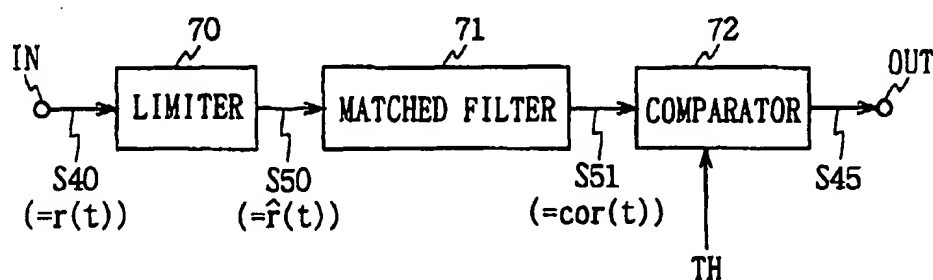 70
71
72
IN
OUT
LIMITER
MATCHED FILTER
COMPARATOR
S40
(=r(t))
S50
(=r̂(t))
S51
(=cor(t))
S45
TH